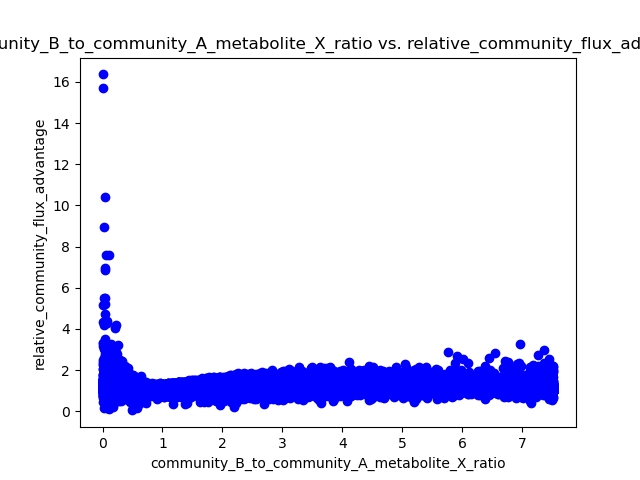 unity_B_to_community_A_metabolite_X_ratio vs. relative_community_flux_ad
relative_community_flux_advantage
16
14
12
10
8
6
4
2
0
0 1 2 3 4 5 6 7
community_B_to_community_A_metabolite_X_ratio